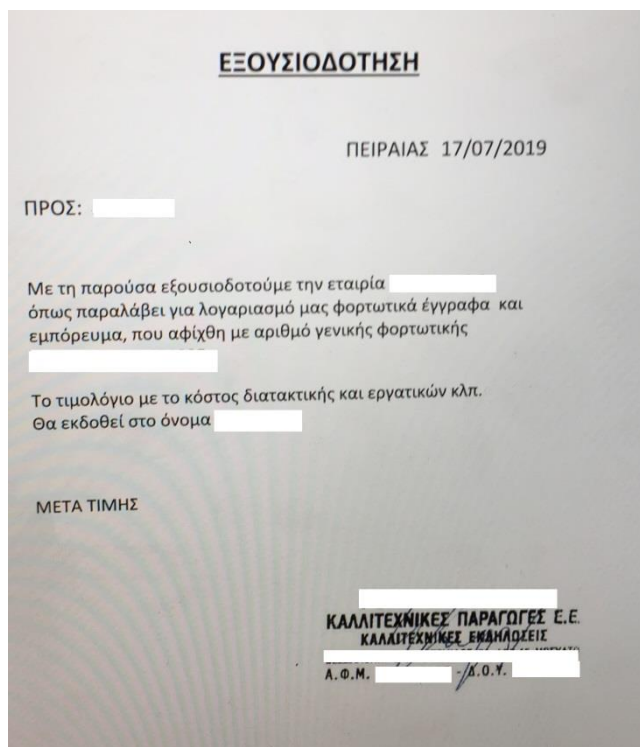 ΕΞΟΥΣΙΟΔΟΤΗΣΗ
ΠΕΙΡΑΙΑΣ 17/07/2019
ΠΡΟΣ:
Με τη παρούσα εξουσιοδοτούμε την εταιρία
όπως παραλάβει για λογαριασμό μας φορτωτικά έγγραφα και
εμπόρευμα, που αφίχθη με αριθμό γενικής φορτωτικής
Το τιμολόγιο με το κόστος διατακτικής και εργατικών κλπ.
Θα εκδοθεί στο όνομα
ΜΕΤΑ ΤΙΜΗΣ
ΚΑΛΛΙΤΕΧΝΙΚΕΣ ΠΑΡΑΓΩΓΕΣ Ε.Ε.
ΚΑΛΛΙΤΕΧΝΙΚΕΣ ΕΚΔΗΛΩΣΕΙΣ
Α.Φ.Μ. - Δ.Ο.Υ.